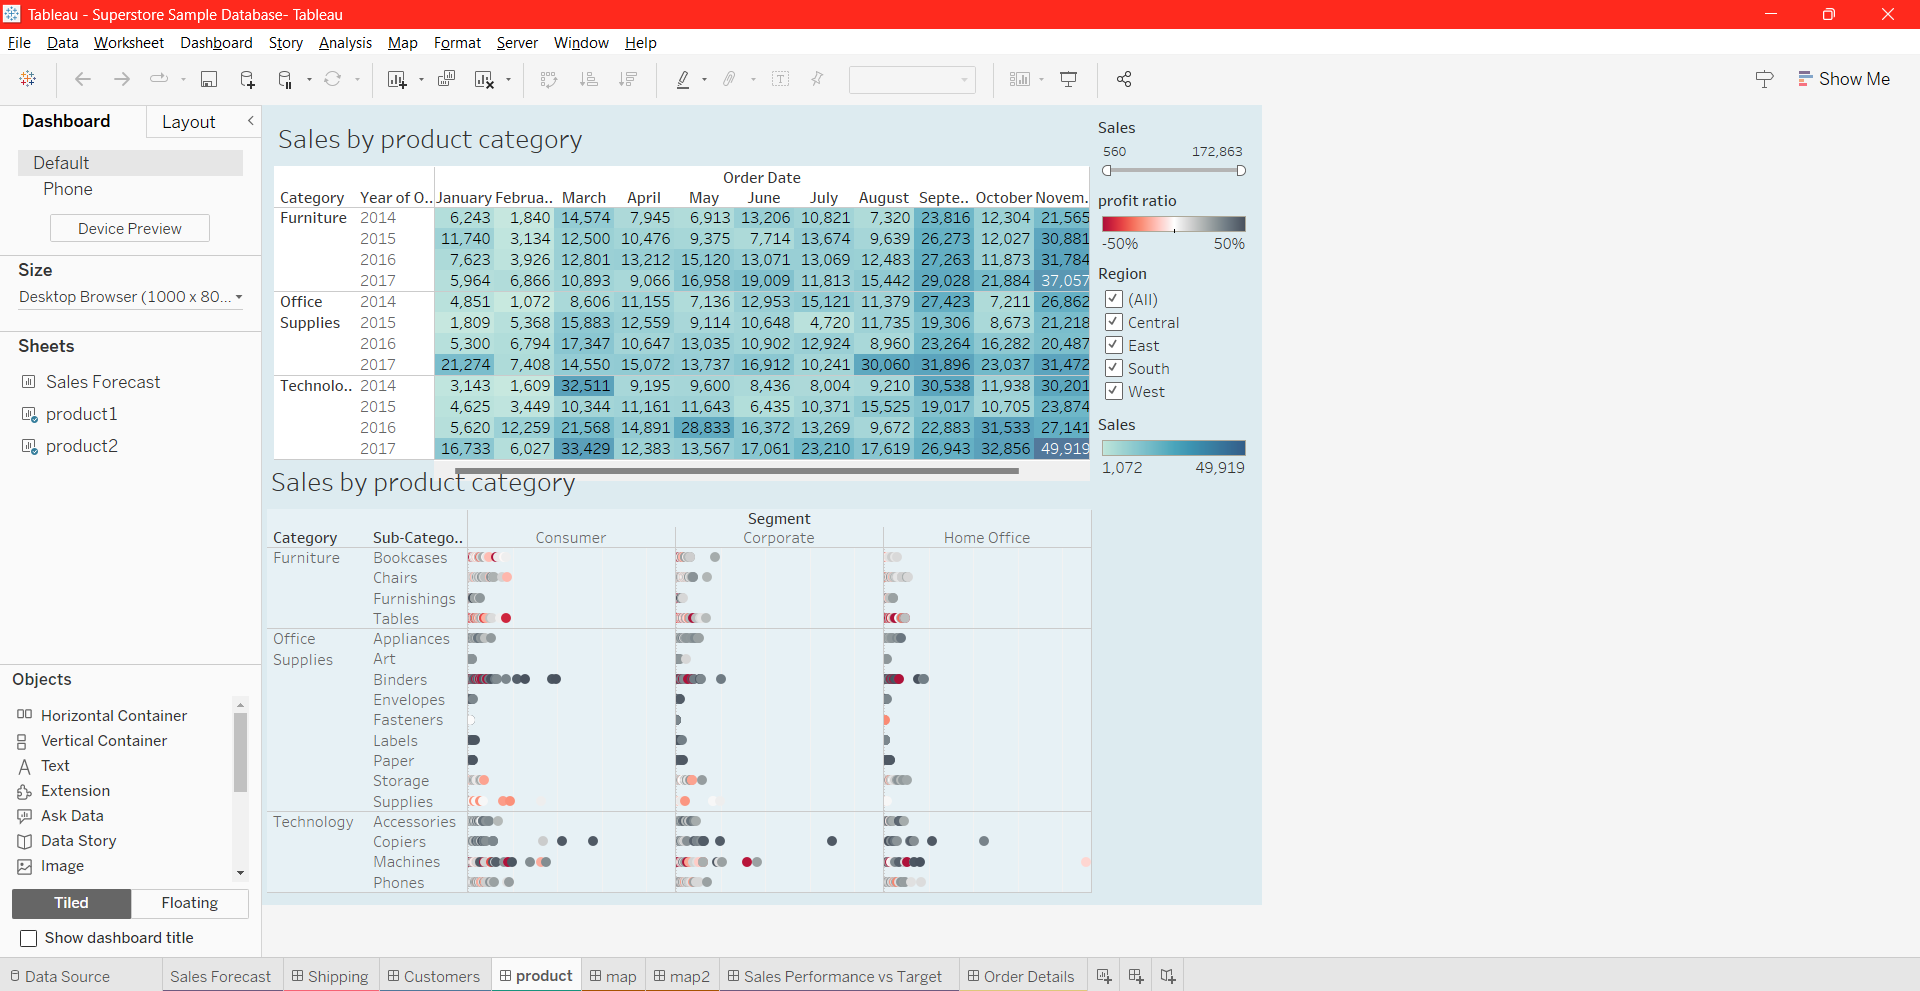 Tableau - Superstore Sample Database- Tableau
File Data Worksheet Dashboard Story Analysis Map Format Server Window Help
Show Me
Dashboard Layout
Default
Phone
Device Preview
Size
Desktop Browser (1000 x 80...
Sheets
Sales Forecast
product1
product2
Objects
Horizontal Container
Vertical Container
Text
Extension
Ask Data
Data Story
Image
Tiled Floating
Show dashboard title
Sales by product category
Order Date
Category Year of O.. January Februa.. March April May June July August Septe.. October Novem.
Furniture 2014 6,243 1,840 14,574 7,945 6,913 13,206 10,821 7,320 23,816 12,304 21,565
2015 11,740 3,134 12,500 10,476 9,375 7,714 13,674 9,639 26,273 12,027 30,881
2016 7,623 3,926 12,801 13,212 15,120 13,071 13,069 12,483 27,263 11,873 31,784
2017 5,964 6,866 10,893 9,066 16,958 19,009 11,813 15,442 29,028 21,884 37,057
Office 2014 4,851 1,072 8,606 11,155 7,136 12,953 15,121 11,379 27,423 7,211 26,862
Supplies 2015 1,809 5,368 15,883 12,559 9,114 10,648 4,720 11,735 19,306 8,673 21,218
2016 5,300 6,794 17,347 10,647 13,035 10,902 12,924 8,960 23,264 16,282 20,487
2017 21,274 7,408 14,550 15,072 13,737 16,912 10,241 30,060 31,896 23,037 31,472
Technolo.. 2014 3,143 1,609 32,511 9,195 9,600 8,436 8,004 9,210 30,538 11,938 30,201
2015 4,625 3,449 10,344 11,161 11,643 6,435 10,371 15,525 19,017 10,705 23,874
2016 5,620 12,259 21,568 14,891 28,833 16,372 13,269 9,672 22,883 31,533 27,141
2017 16,733 6,027 33,429 12,383 13,567 17,061 23,210 17,619 26,943 32,856 49,919
Sales by product category
Segment
Category Sub-Catego.. Consumer Corporate Home Office
Furniture Bookcases
Chairs
Furnishings
Tables
Office Appliances
Supplies Art
Binders
Envelopes
Fasteners
Labels
Paper
Storage
Supplies
Technology Accessories
Copiers
Machines
Phones
Sales
560 172,863
profit ratio
-50% 50%
Region
(All)
Central
East
South
West
Sales
1,072 49,919
Data Source Sales Forecast Shipping Customers product map map2 Sales Performance vs Target Order Details